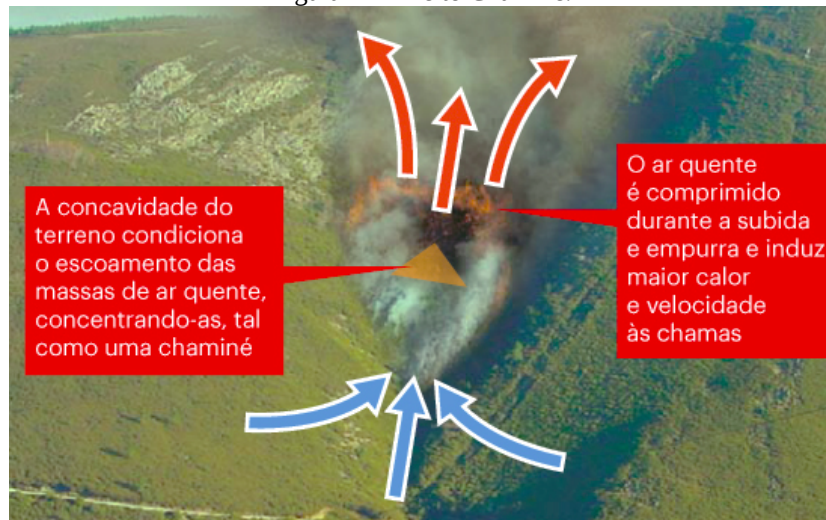 A concavidade do
terreno condiciona
o escoamento das
massas de ar quente,
concentrando-as, tal
como uma chaminé
O ar quente
é comprimido
durante a subida
e empurra e induz
maior calor
e velocidade
às chamas